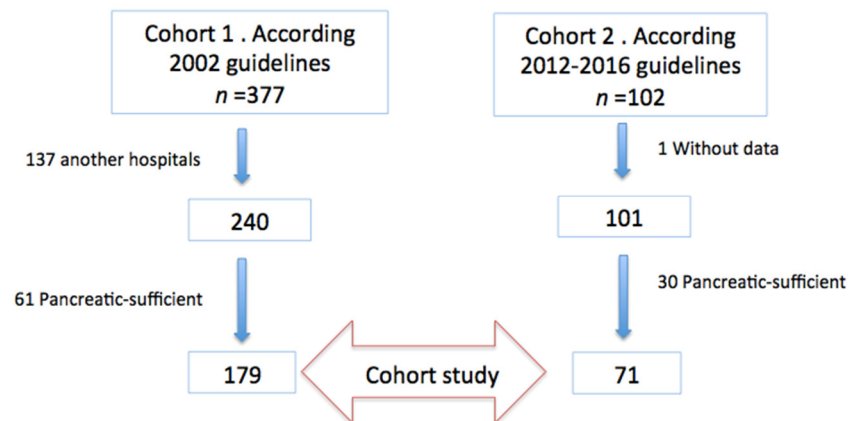 Cohort 1 . According
2002 guidelines
n =377
Cohort 2 . According
2012-2016 guidelines
n =102
137 another hospitals
1 Without data
240
101
61 Pancreatic-sufficient
30 Pancreatic-sufficient
179
Cohort study
71